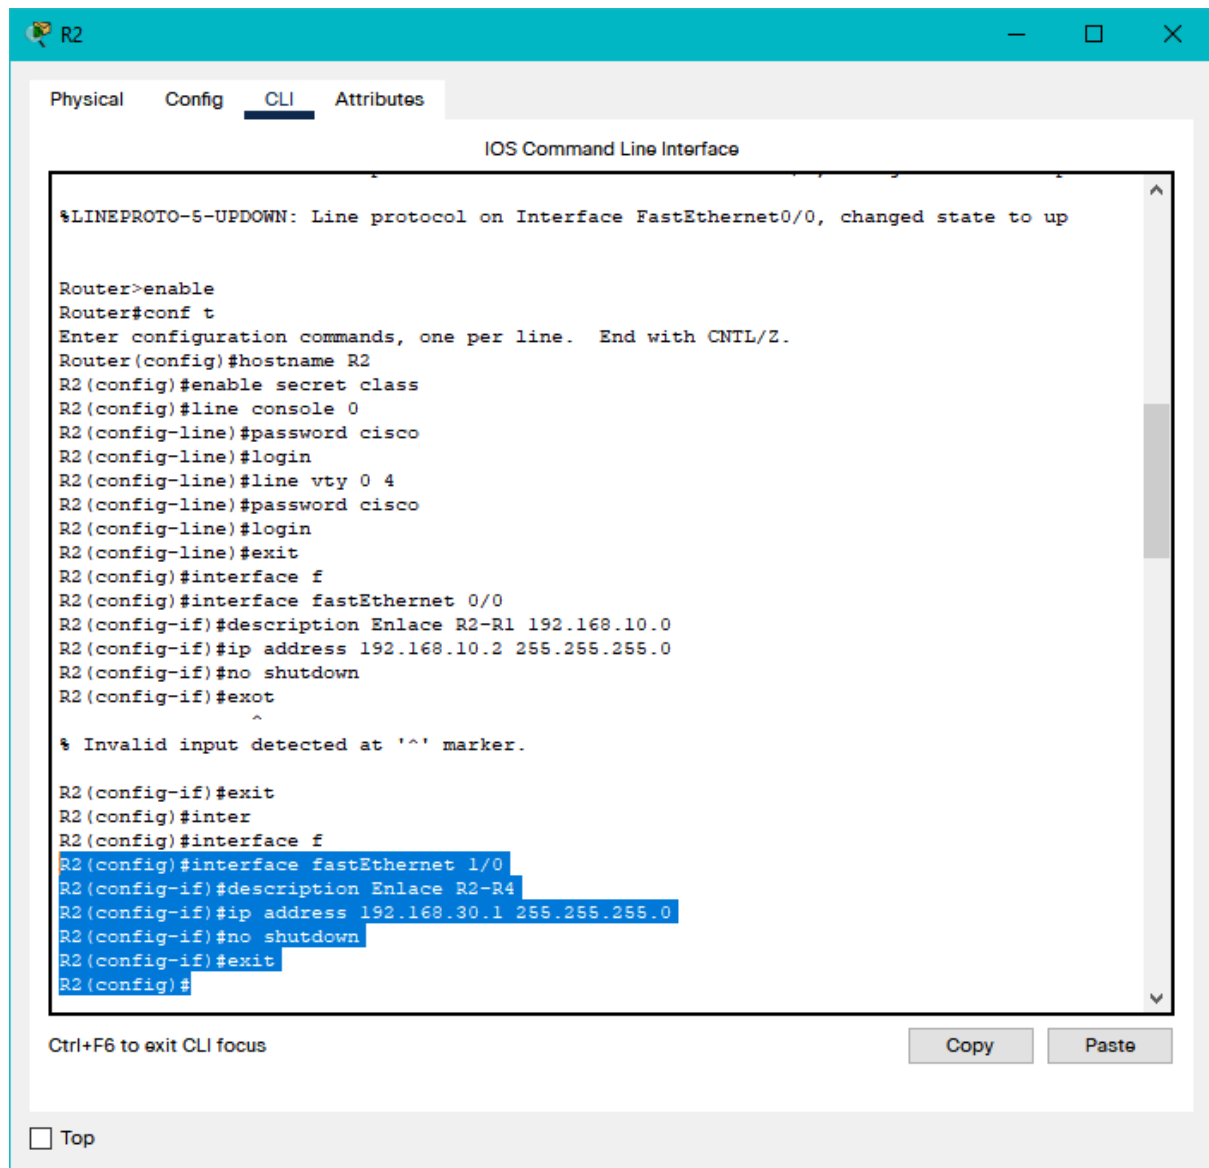 R2
Physical Config CLI Attributes
IOS Command Line Interface
%LINEPROTO-5-UPDOWN: Line protocol on Interface FastEthernet0/0, changed state to up
Router>enable
Router#conf t
Enter configuration commands, one per line.  End with CNTL/Z.
Router(config)#hostname R2
R2(config)#enable secret class
R2(config)#line console 0
R2(config-line)#password cisco
R2(config-line)#login
R2(config-line)#line vty 0 4
R2(config-line)#password cisco
R2(config-line)#login
R2(config-line)#exit
R2(config)#interface f
R2(config)#interface fastEthernet 0/0
R2(config-if)#description Enlace R2-R1 192.168.10.0
R2(config-if)#ip address 192.168.10.2 255.255.255.0
R2(config-if)#no shutdown
R2(config-if)#exot
^
% Invalid input detected at '^' marker.
R2(config-if)#exit
R2(config)#inter
R2(config)#interface f
R2(config)#interface fastEthernet 1/0
R2(config-if)#description Enlace R2-R4
R2(config-if)#ip address 192.168.30.1 255.255.255.0
R2(config-if)#no shutdown
R2(config-if)#exit
R2(config)#
Ctrl+F6 to exit CLI focus
Copy Paste
Top